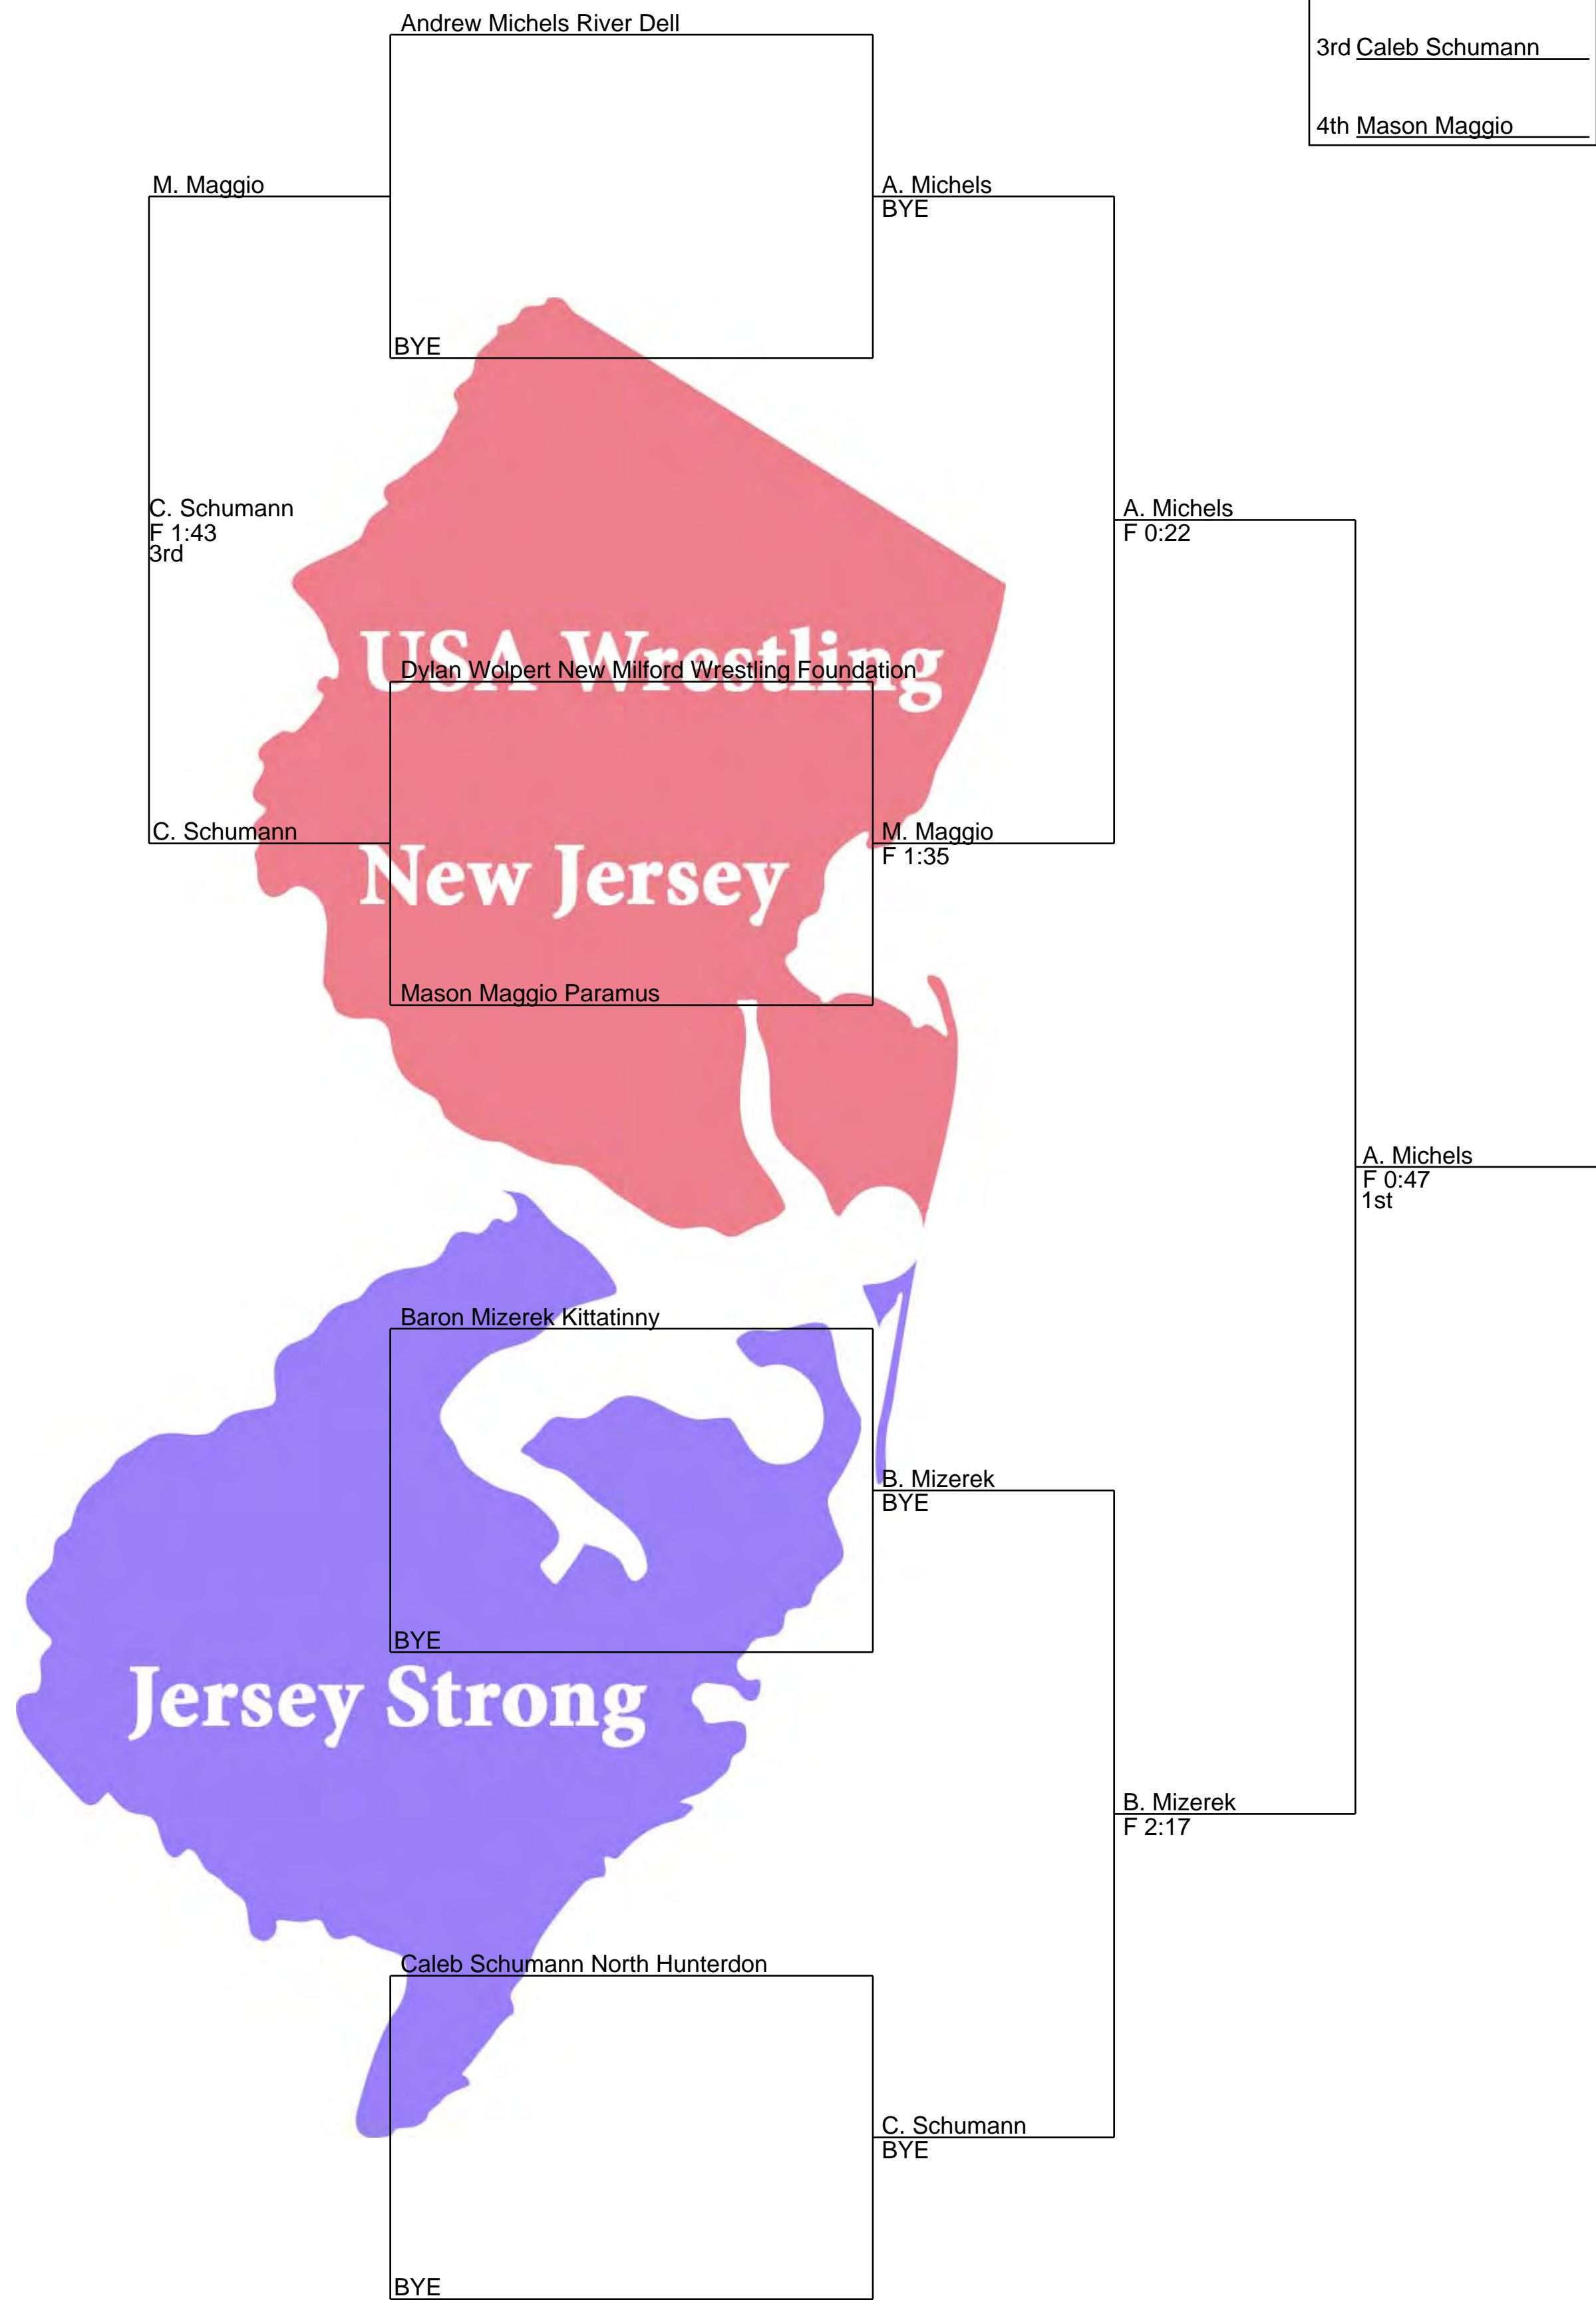 Andrew Michels River Dell
3rd Caleb Schumann
4th Mason Maggio
M. Maggio
A. Michels
BYE
BYE
C. Schumann
F 1:43
3rd
A. Michels
F 0:22
USA Wrestling
Dylan Wolpert New Milford Wrestling Foundation
C. Schumann
M. Maggio
F 1:35
New Jersey
Mason Maggio Paramus
A. Michels
F 0:47
1st
Baron Mizerek Kittatinny
B. Mizerek
BYE
BYE
Jersey Strong
B. Mizerek
F 2:17
Caleb Schumann North Hunterdon
C. Schumann
BYE
BYE